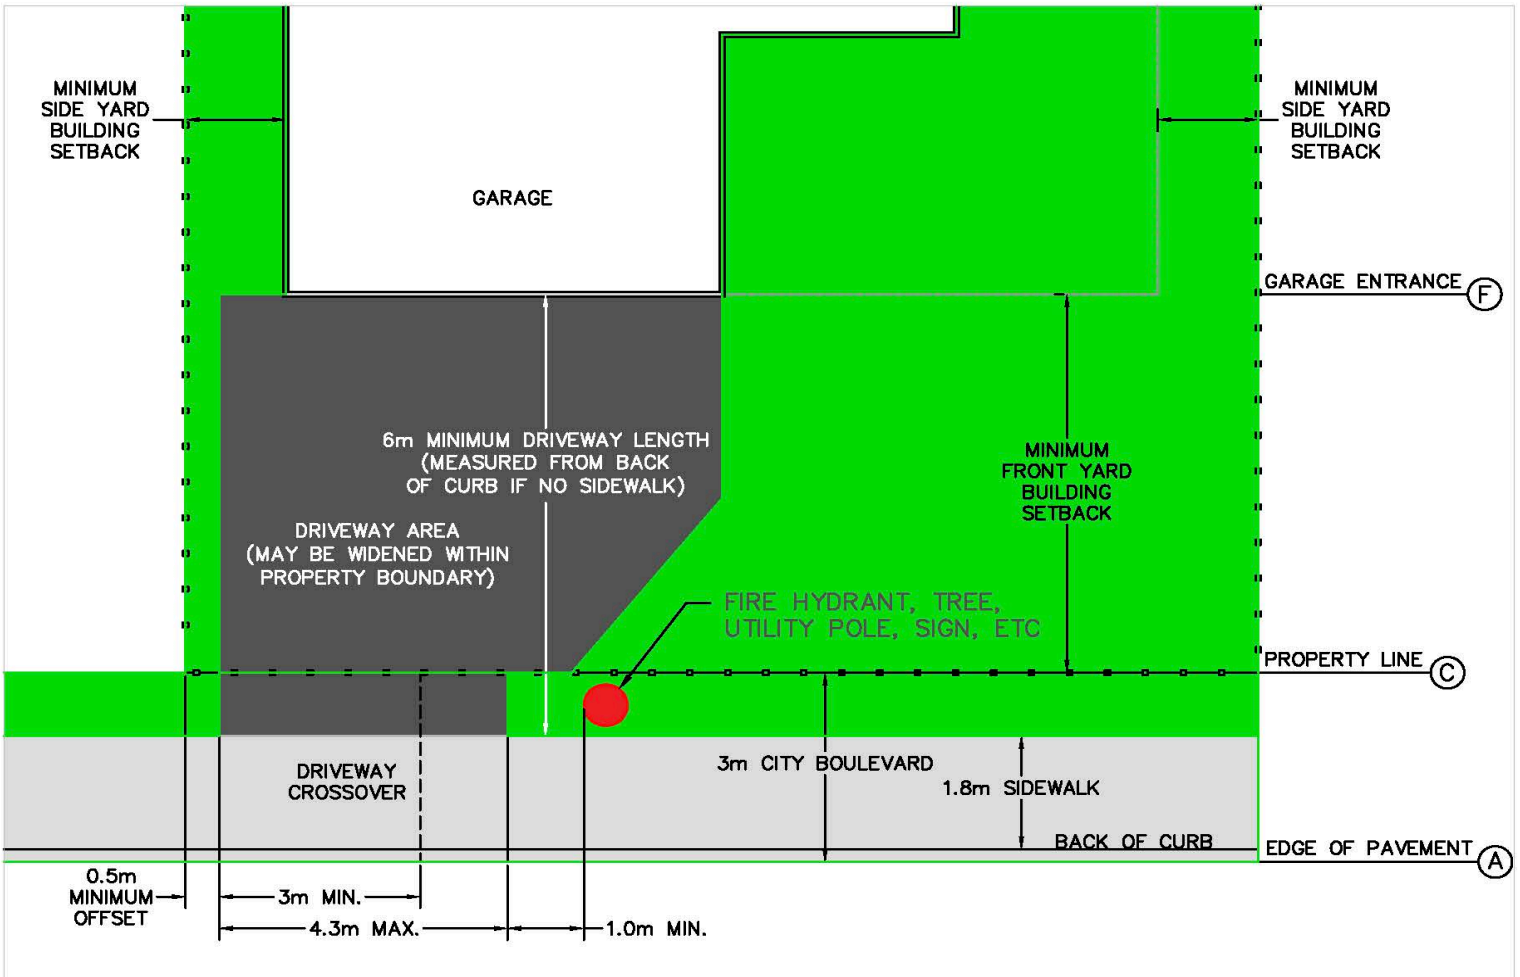 MINIMUM
SIDE YARD
BUILDING
SETBACK
MINIMUM
SIDE YARD
BUILDING
SETBACK
GARAGE
GARAGE ENTRANCE
F
6m MINIMUM DRIVEWAY LENGTH
(MEASURED FROM BACK
OF CURB IF NO SIDEWALK)
MINIMUM
FRONT YARD
BUILDING
SETBACK
DRIVEWAY AREA
(MAY BE WIDENED WITHIN
PROPERTY BOUNDARY)
FIRE HYDRANT, TREE,
UTILITY POLE, SIGN, ETC
PROPERTY LINE
C
DRIVEWAY
CROSSOVER
3m CITY BOULEVARD
1.8m SIDEWALK
BACK OF CURB
EDGE OF PAVEMENT
A
0.5m
MINIMUM
OFFSET
3m MIN.
4.3m MAX.
1.0m MIN.